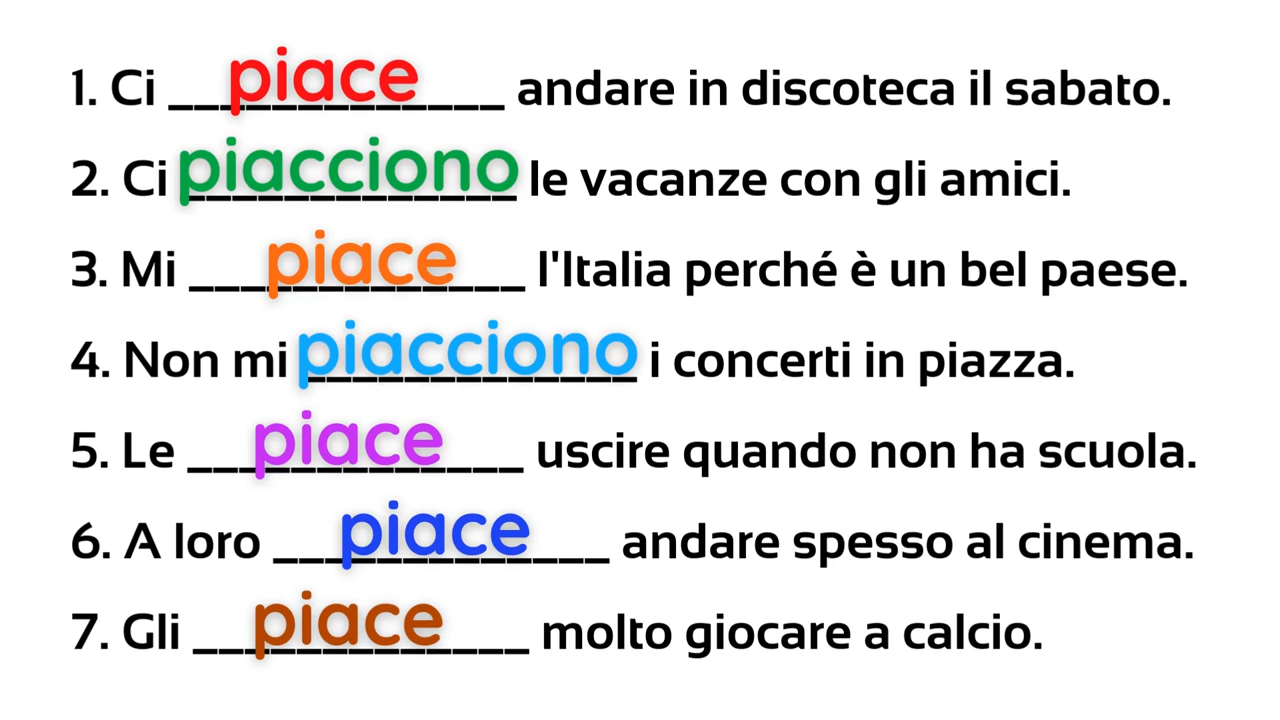 1. Ci piace andare in discoteca il sabato.
2. Ci piacciono le vacanze con gli amici.
3. Mi piace l'Italia perché è un bel paese.
4. Non mi piacciono i concerti in piazza.
5. Le piace uscire quando non ha scuola.
6. A loro piace andare spesso al cinema.
7. Gli piace molto giocare a calcio.